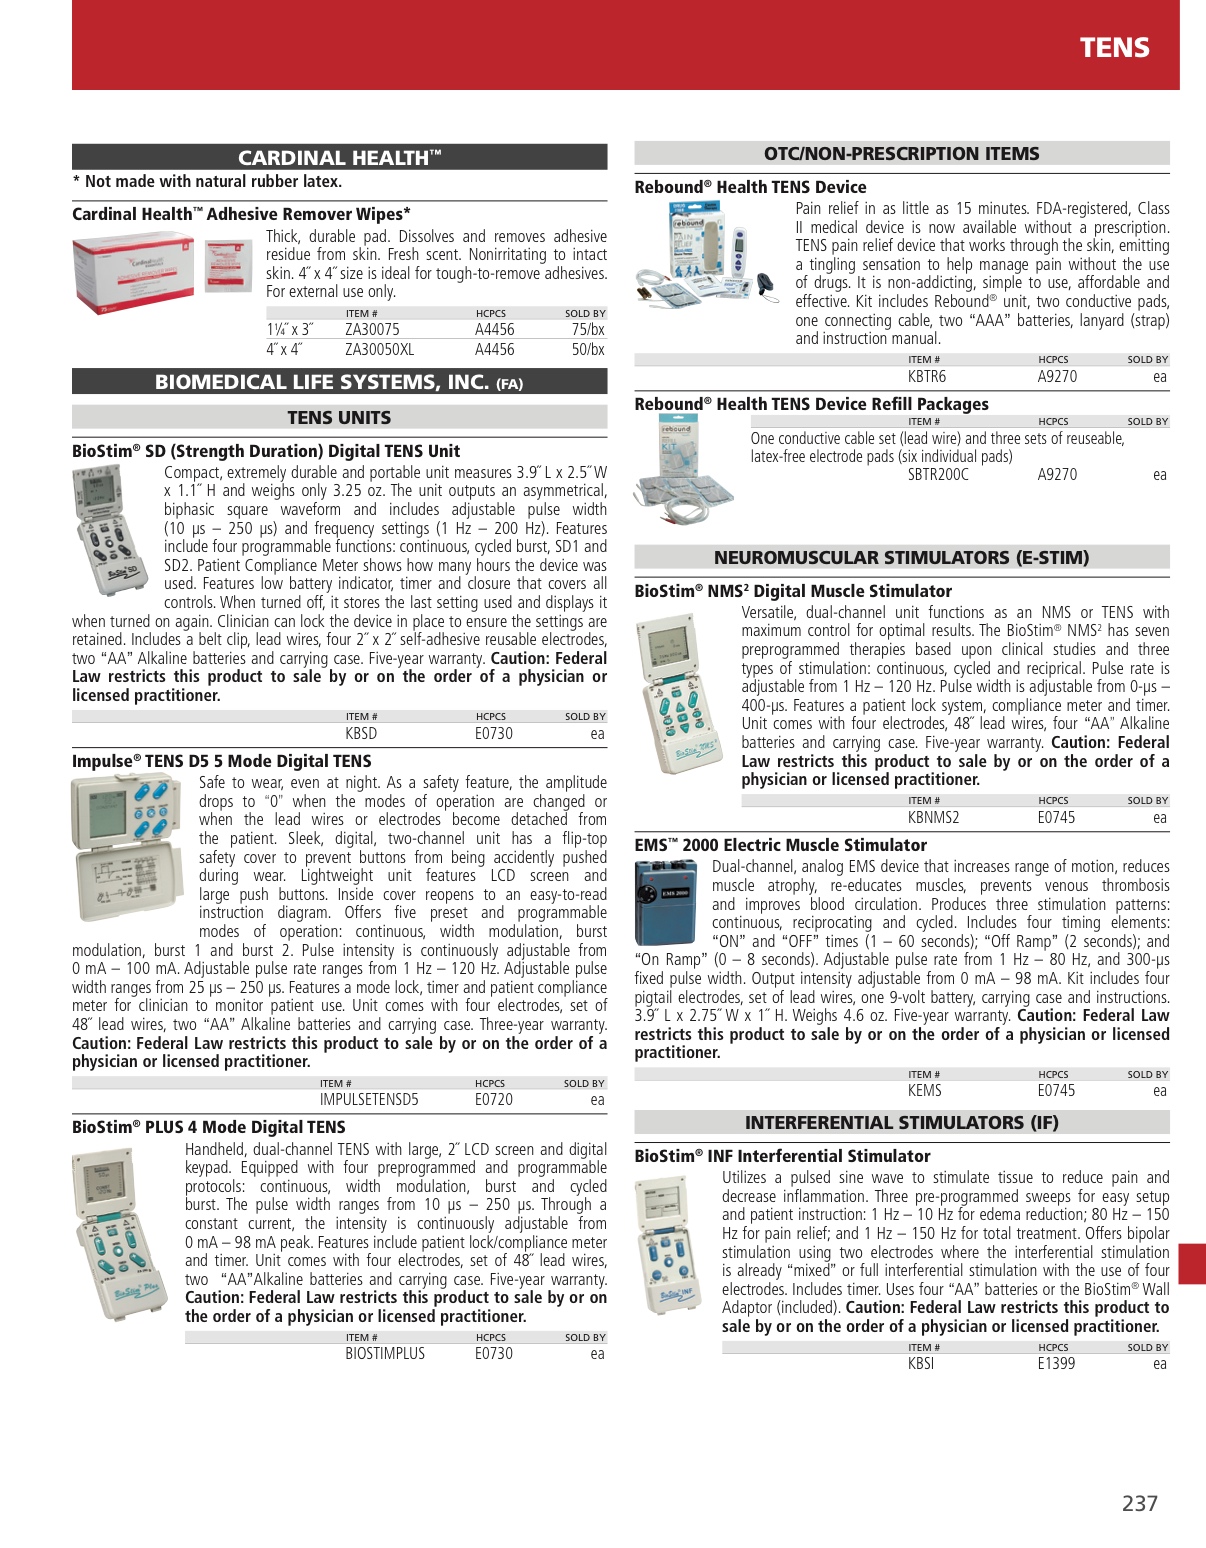 TENS
CARDINAL HEALTH™
* Not made with natural rubber latex.
Cardinal Health™ Adhesive Remover Wipes*
Thick, durable pad. Dissolves and removes adhesive
residue from skin. Fresh scent. Nonirritating to intact
skin. 4˝ x 4˝ size is ideal for tough-to-remove adhesives.
For external use only.
ITEM # HCPCS SOLD BY
1¼˝ x 3˝ ZA30075 A4456 75/bx
4˝ x 4˝ ZA30050XL A4456 50/bx
BIOMEDICAL LIFE SYSTEMS, INC. (FA)
TENS UNITS
BioStim® SD (Strength Duration) Digital TENS Unit
Compact, extremely durable and portable unit measures 3.9˝ L x 2.5˝ W
x 1.1˝ H and weighs only 3.25 oz. The unit outputs an asymmetrical,
biphasic square waveform and includes adjustable pulse width
(10 µs – 250 µs) and frequency settings (1 Hz – 200 Hz). Features
include four programmable functions: continuous, cycled burst, SD1 and
SD2. Patient Compliance Meter shows how many hours the device was
used. Features low battery indicator, timer and closure that covers all
controls. When turned off, it stores the last setting used and displays it
when turned on again. Clinician can lock the device in place to ensure the settings are
retained. Includes a belt clip, lead wires, four 2˝ x 2˝ self-adhesive reusable electrodes,
two “AA” Alkaline batteries and carrying case. Five-year warranty. Caution: Federal
Law restricts this product to sale by or on the order of a physician or
licensed practitioner.
ITEM # HCPCS SOLD BY
KBSD E0730 ea
Impulse® TENS D5 5 Mode Digital TENS
Safe to wear, even at night. As a safety feature, the amplitude
drops to “0” when the modes of operation are changed or
when the lead wires or electrodes become detached from
the patient. Sleek, digital, two-channel unit has a flip-top
safety cover to prevent buttons from being accidently pushed
during wear. Lightweight unit features LCD screen and
large push buttons. Inside cover reopens to an easy-to-read
instruction diagram. Offers five preset and programmable
modes of operation: continuous, width modulation, burst
modulation, burst 1 and burst 2. Pulse intensity is continuously adjustable from
0 mA – 100 mA. Adjustable pulse rate ranges from 1 Hz – 120 Hz. Adjustable pulse
width ranges from 25 µs – 250 µs. Features a mode lock, timer and patient compliance
meter for clinician to monitor patient use. Unit comes with four electrodes, set of
48˝ lead wires, two “AA” Alkaline batteries and carrying case. Three-year warranty.
Caution: Federal Law restricts this product to sale by or on the order of a
physician or licensed practitioner.
ITEM # HCPCS SOLD BY
IMPULSETENSD5 E0720 ea
BioStim® PLUS 4 Mode Digital TENS
Handheld, dual-channel TENS with large, 2˝ LCD screen and digital
keypad. Equipped with four preprogrammed and programmable
protocols: continuous, width modulation, burst and cycled
burst. The pulse width ranges from 10 µs – 250 µs. Through a
constant current, the intensity is continuously adjustable from
0 mA – 98 mA peak. Features include patient lock/compliance meter
and timer. Unit comes with four electrodes, set of 48˝ lead wires,
two “AA”Alkaline batteries and carrying case. Five-year warranty.
Caution: Federal Law restricts this product to sale by or on
the order of a physician or licensed practitioner.
ITEM # HCPCS SOLD BY
BIOSTIMPLUS E0730 ea
OTC/NON-PRESCRIPTION ITEMS
Rebound® Health TENS Device
Pain relief in as little as 15 minutes. FDA-registered, Class
II medical device is now available without a prescription.
TENS pain relief device that works through the skin, emitting
a tingling sensation to help manage pain without the use
of drugs. It is non-addicting, simple to use, affordable and
effective. Kit includes Rebound® unit, two conductive pads,
one connecting cable, two “AAA” batteries, lanyard (strap)
and instruction manual.
ITEM # HCPCS SOLD BY
KBTR6 A9270 ea
Rebound® Health TENS Device Refill Packages
ITEM # HCPCS SOLD BY
One conductive cable set (lead wire) and three sets of reuseable,
latex-free electrode pads (six individual pads)
SBTR200C A9270 ea
NEUROMUSCULAR STIMULATORS (E-STIM)
BioStim® NMS² Digital Muscle Stimulator
Versatile, dual-channel unit functions as an NMS or TENS with
maximum control for optimal results. The BioStim® NMS² has seven
preprogrammed therapies based upon clinical studies and three
types of stimulation: continuous, cycled and reciprical. Pulse rate is
adjustable from 1 Hz – 120 Hz. Pulse width is adjustable from 0-µs –
400-µs. Features a patient lock system, compliance meter and timer.
Unit comes with four electrodes, 48˝ lead wires, four “AA” Alkaline
batteries and carrying case. Five-year warranty. Caution: Federal
Law restricts this product to sale by or on the order of a
physician or licensed practitioner.
ITEM # HCPCS SOLD BY
KBNMS2 E0745 ea
EMS™ 2000 Electric Muscle Stimulator
EMS 2000
Dual-channel, analog EMS device that increases range of motion, reduces
muscle atrophy, re-educates muscles, prevents venous thrombosis
and improves blood circulation. Produces three stimulation patterns:
continuous, reciprocating and cycled. Includes four timing elements:
“ON” and “OFF” times (1 – 60 seconds); “Off Ramp” (2 seconds); and
“On Ramp” (0 – 8 seconds). Adjustable pulse rate from 1 Hz – 80 Hz, and 300-µs
fixed pulse width. Output intensity adjustable from 0 mA – 98 mA. Kit includes four
pigtail electrodes, set of lead wires, one 9-volt battery, carrying case and instructions.
3.9˝ L x 2.75˝ W x 1˝ H. Weighs 4.6 oz. Five-year warranty. Caution: Federal Law
restricts this product to sale by or on the order of a physician or licensed
practitioner.
ITEM # HCPCS SOLD BY
KEMS E0745 ea
INTERFERENTIAL STIMULATORS (IF)
BioStim® INF Interferential Stimulator
Utilizes a pulsed sine wave to stimulate tissue to reduce pain and
decrease inflammation. Three pre-programmed sweeps for easy setup
and patient instruction: 1 Hz – 10 Hz for edema reduction; 80 Hz – 150
Hz for pain relief; and 1 Hz – 150 Hz for total treatment. Offers bipolar
stimulation using two electrodes where the interferential stimulation
is already “mixed” or full interferential stimulation with the use of four
electrodes. Includes timer. Uses four “AA” batteries or the BioStim® Wall
Adaptor (included). Caution: Federal Law restricts this product to
sale by or on the order of a physician or licensed practitioner.
ITEM # HCPCS SOLD BY
KBSI E1399 ea
237